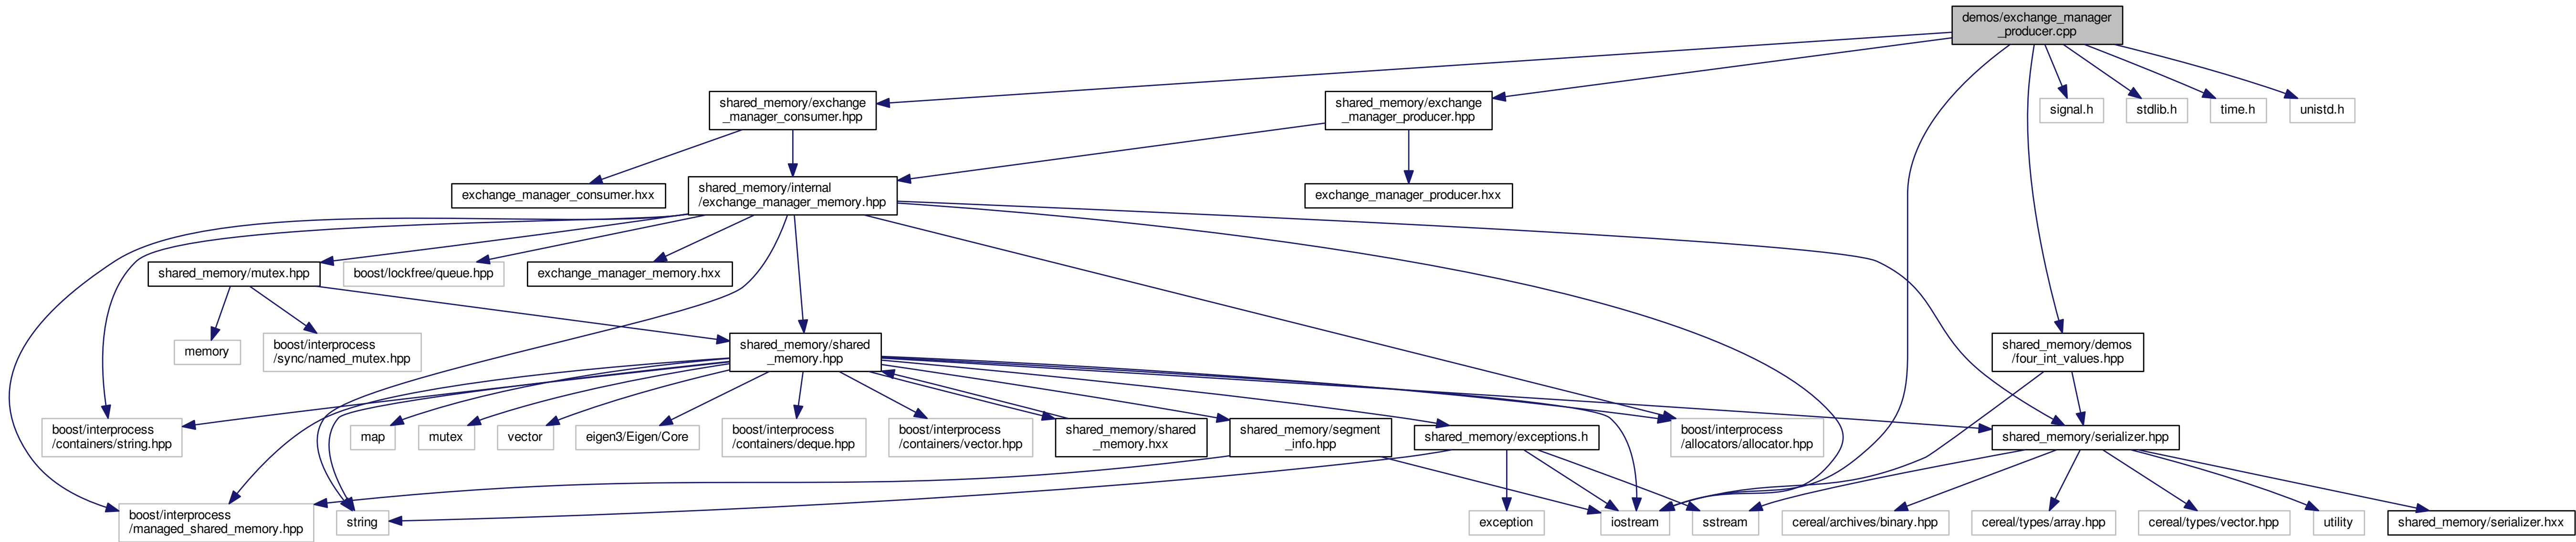 demos/exchange_manager
_producer.cpp
shared_memory/exchange
_manager_consumer.hpp
shared_memory/exchange
_manager_producer.hpp
signal.h
stdlib.h
time.h
unistd.h
exchange_manager_consumer.hxx
shared_memory/internal
/exchange_manager_memory.hpp
exchange_manager_producer.hxx
shared_memory/mutex.hpp
boost/lockfree/queue.hpp
exchange_manager_memory.hxx
memory
boost/interprocess
/sync/named_mutex.hpp
shared_memory/shared
_memory.hpp
shared_memory/demos
/four_int_values.hpp
boost/interprocess
/containers/string.hpp
map
mutex
vector
eigen3/Eigen/Core
boost/interprocess
/containers/deque.hpp
boost/interprocess
/containers/vector.hpp
shared_memory/shared
_memory.hxx
shared_memory/segment
_info.hpp
shared_memory/exceptions.h
boost/interprocess
/allocators/allocator.hpp
shared_memory/serializer.hpp
boost/interprocess
/managed_shared_memory.hpp
string
exception
iostream
sstream
cereal/archives/binary.hpp
cereal/types/array.hpp
cereal/types/vector.hpp
utility
shared_memory/serializer.hxx